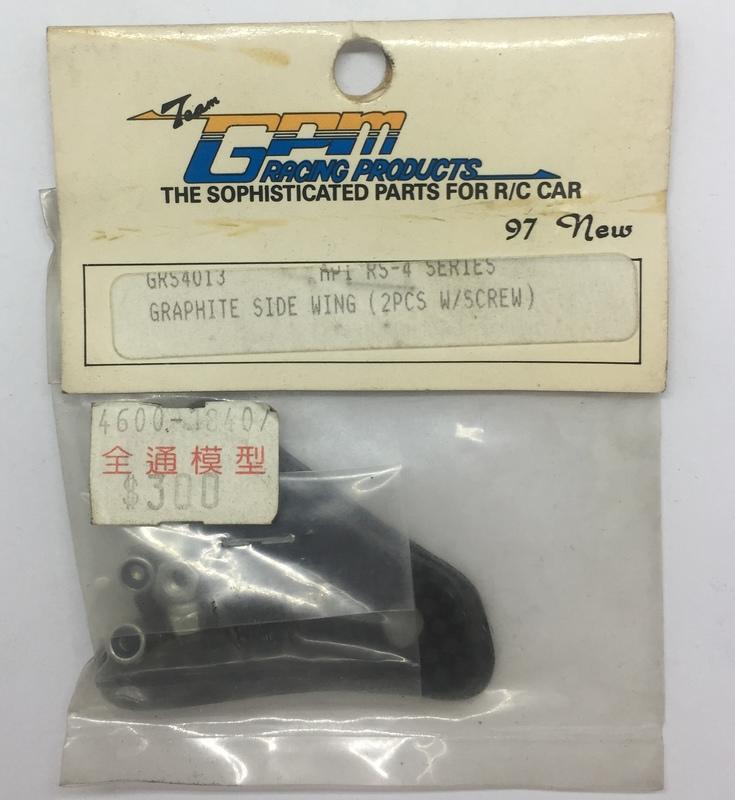 Team
GPM
RACING PRODUCTS
THE SOPHISTICATED PARTS FOR R/C CAR
97 New
GRS4013 HPI RS-4 SERIES
GRAPHITE SIDE WING (2PCS W/SCREW)
全通模型
$300